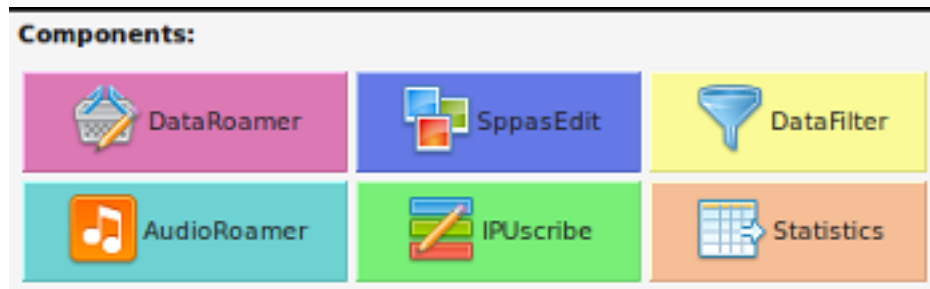 Components:
DataRoamer SppasEdit DataFilter
AudioRoamer IPUscribe Statistics